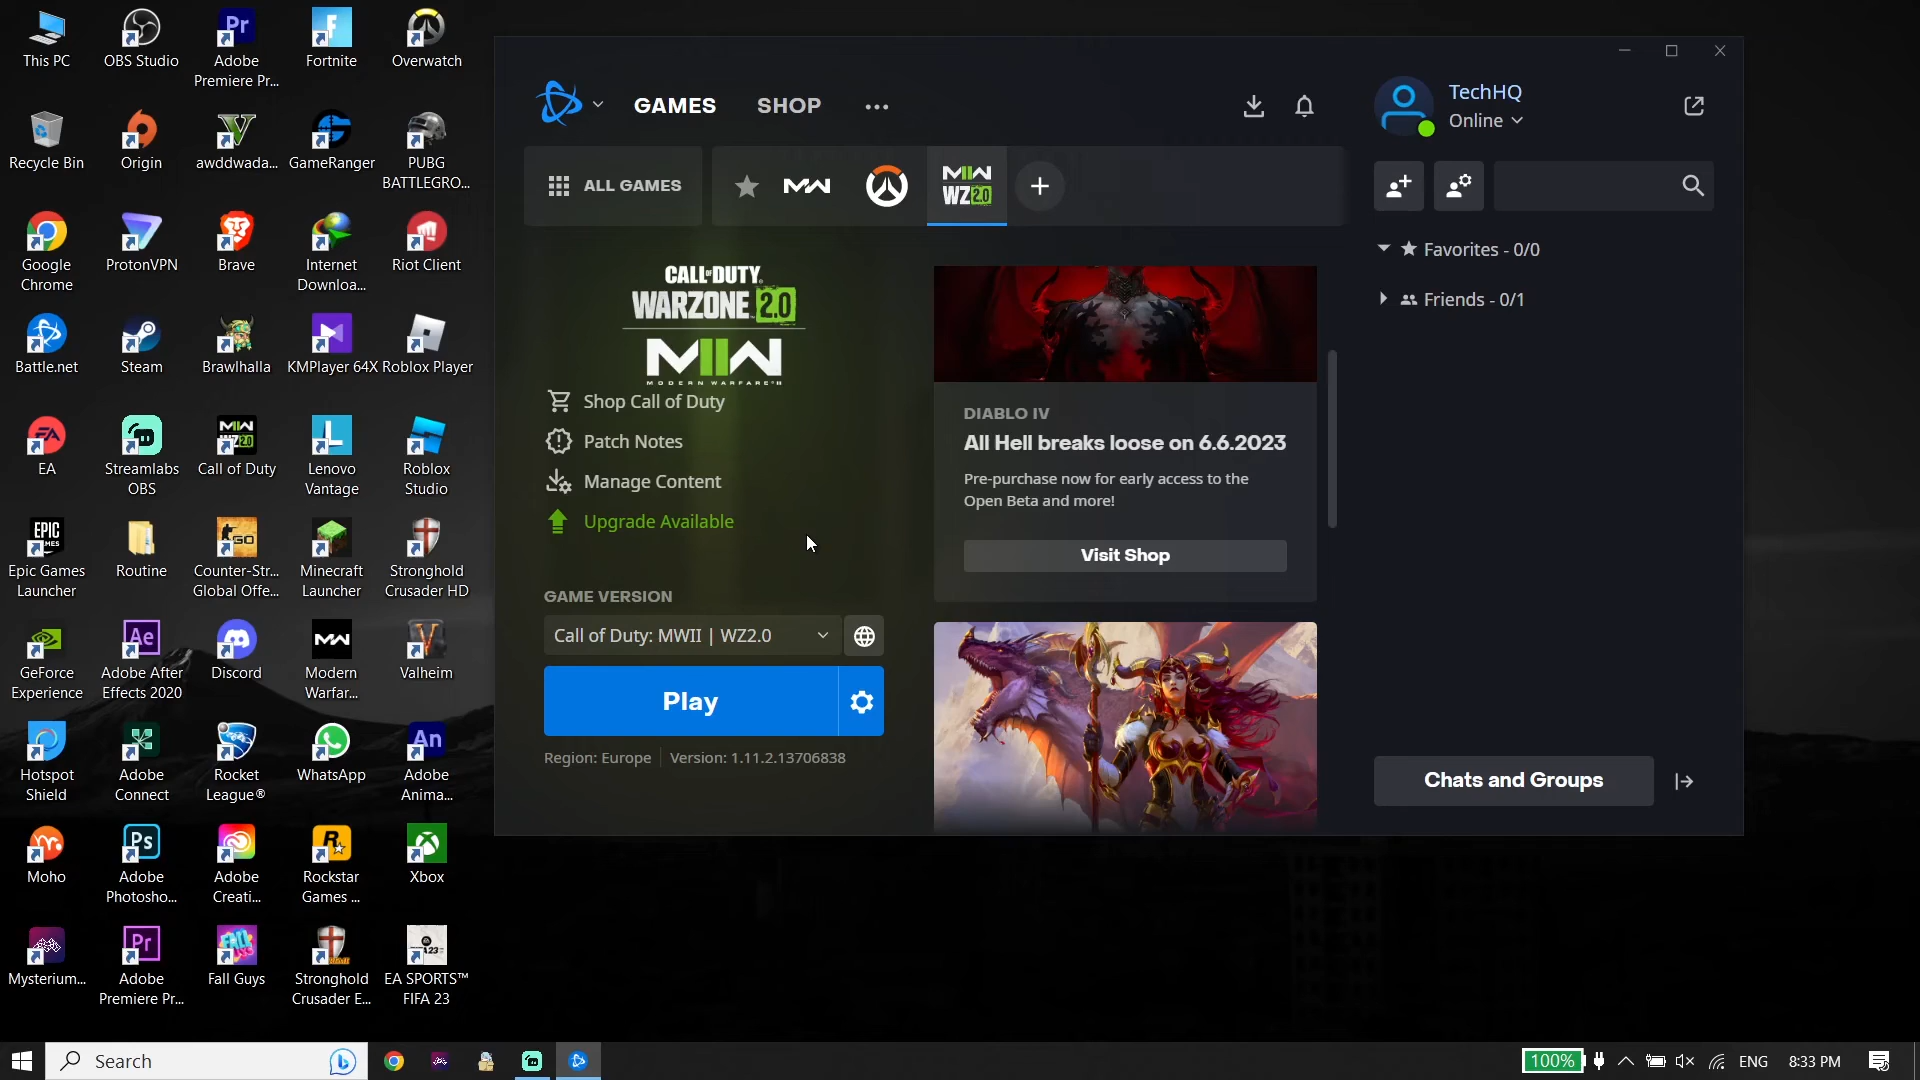 This PC
OBS Studio
Adobe
Premiere Pr...
Fortnite
Overwatch
Recycle Bin
Origin
awddwada...
GameRanger
PUBG
BATTLEGRO...
Google
Chrome
ProtonVPN
Brave
Internet
Downloa...
Riot Client
Battle.net
Steam
Brawlhalla
KMPlayer 64X
Roblox Player
EA
Streamlabs
OBS
Call of Duty
Lenovo
Vantage
Roblox
Studio
Epic Games
Launcher
Routine
Counter-Str...
Global Offe...
Minecraft
Launcher
Stronghold
Crusader HD
GeForce
Experience
Adobe After
Effects 2020
Discord
Modern
Warfar...
Valheim
Hotspot
Shield
Adobe
Connect
Rocket
League®
WhatsApp
Adobe
Anima...
Moho
Adobe
Photosho...
Adobe
Creati...
Rockstar
Games ...
Xbox
Mysterium...
Adobe
Premiere Pr...
Fall Guys
Stronghold
Crusader E...
EA SPORTS™
FIFA 23
GAMES
SHOP
TechHQ
Online
ALL GAMES
MW
MIIW
WZ 2.0
Favorites - 0/0
Friends - 0/1
CALL OF DUTY
WARZONE 2.0
MIIW
MODERN WARFARE II
Shop Call of Duty
Patch Notes
Manage Content
Upgrade Available
GAME VERSION
Call of Duty: MWII | WZ2.0
Play
Region: Europe
Version: 1.11.2.13706838
DIABLO IV
All Hell breaks loose on 6.6.2023
Pre-purchase now for early access to the
Open Beta and more!
Visit Shop
Chats and Groups
Search
100%
ENG
8:33 PM